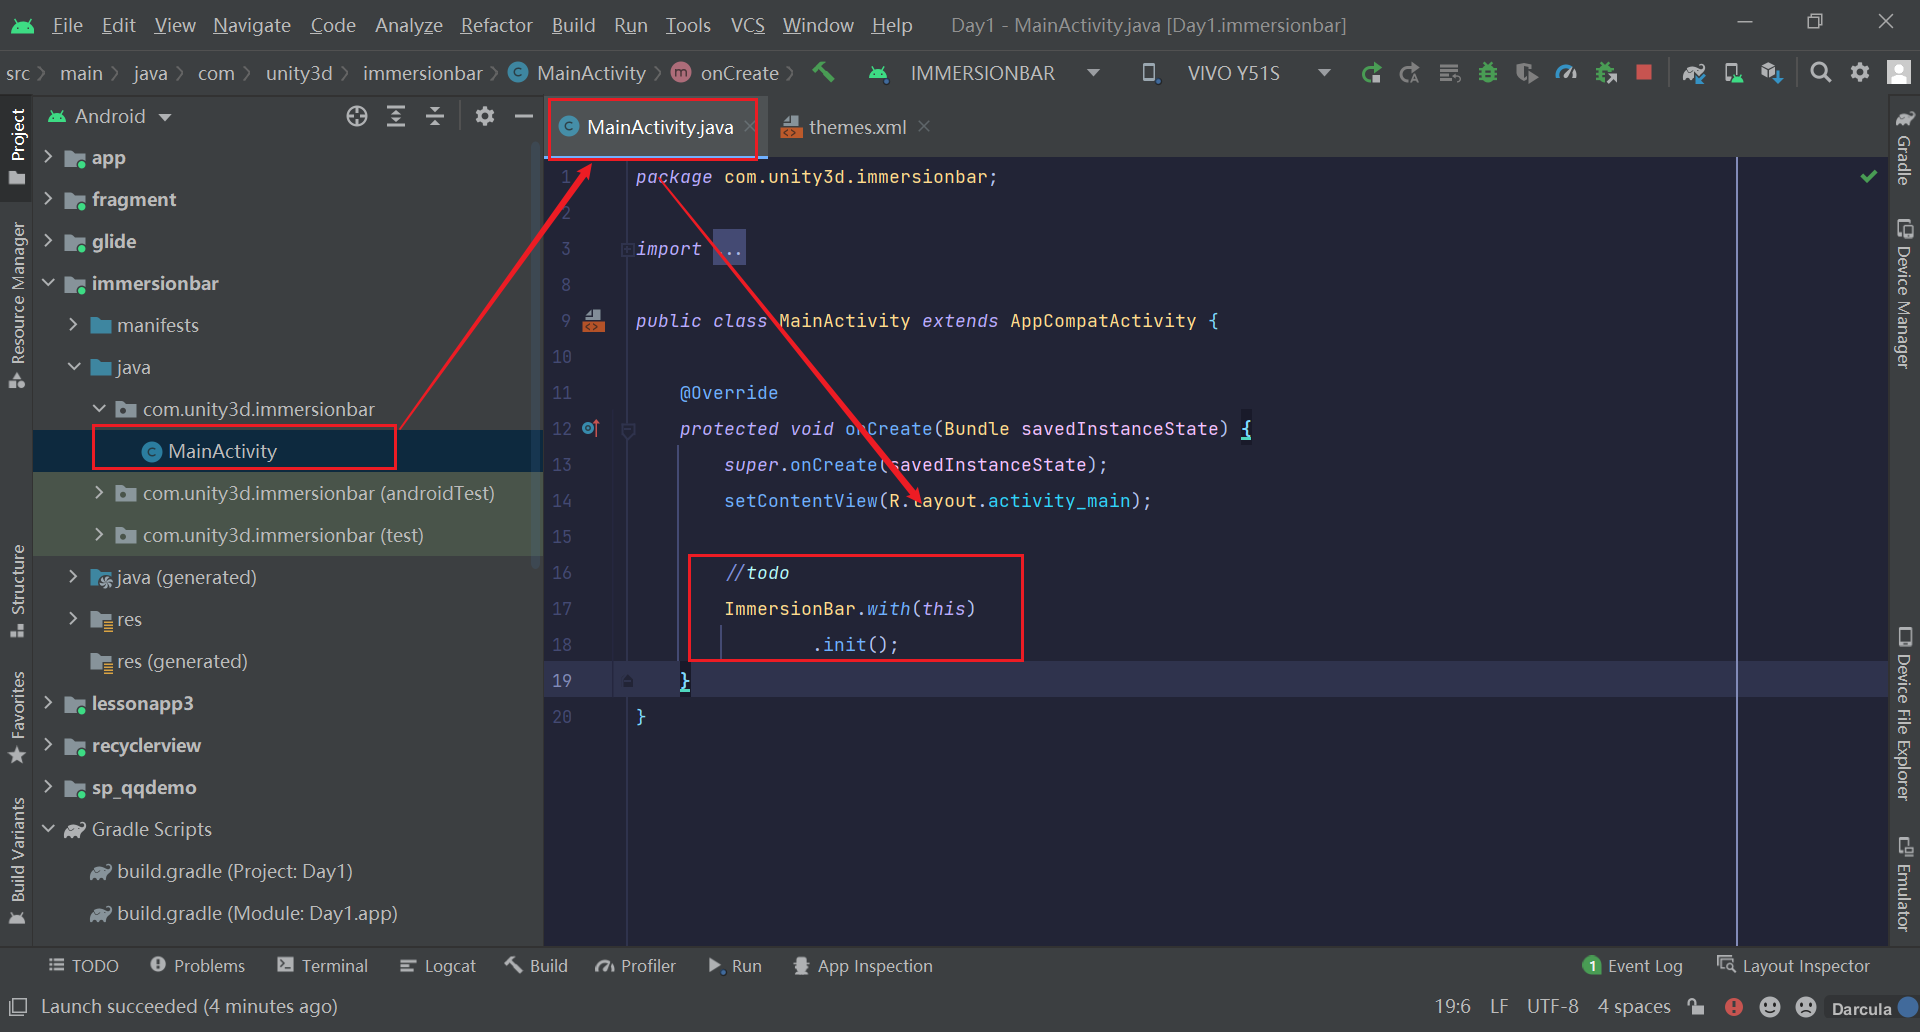 File Edit View Navigate Code Analyze Refactor Build Run Tools VCS Window Help Day1 - MainActivity.java [Day1.immersionbar]
src main java com unity3d immersionbar MainActivity onCreate IMMERSIONBAR VIVO Y51S
Project
Resource Manager
Structure
Favorites
Build Variants
Android
app
fragment
glide
immersionbar
manifests
java
com.unity3d.immersionbar
MainActivity
com.unity3d.immersionbar (androidTest)
com.unity3d.immersionbar (test)
java (generated)
res
res (generated)
lessonapp3
recyclerview
sp_qqdemo
Gradle Scripts
build.gradle (Project: Day1)
build.gradle (Module: Day1.app)
MainActivity.java themes.xml
1 package com.unity3d.immersionbar;
2
3 import ...
8
9 public class MainActivity extends AppCompatActivity {
10
11 @Override
12 protected void onCreate(Bundle savedInstanceState) {
13 super.onCreate(savedInstanceState);
14 setContentView(R.layout.activity_main);
15
16 //todo
17 ImmersionBar.with(this)
18 .init();
19 }
20 }
Gradle
Device Manager
Device File Explorer
Emulator
TODO Problems Terminal Logcat Build Profiler Run App Inspection 1 Event Log Layout Inspector
Launch succeeded (4 minutes ago) 19:6 LF UTF-8 4 spaces Darcula